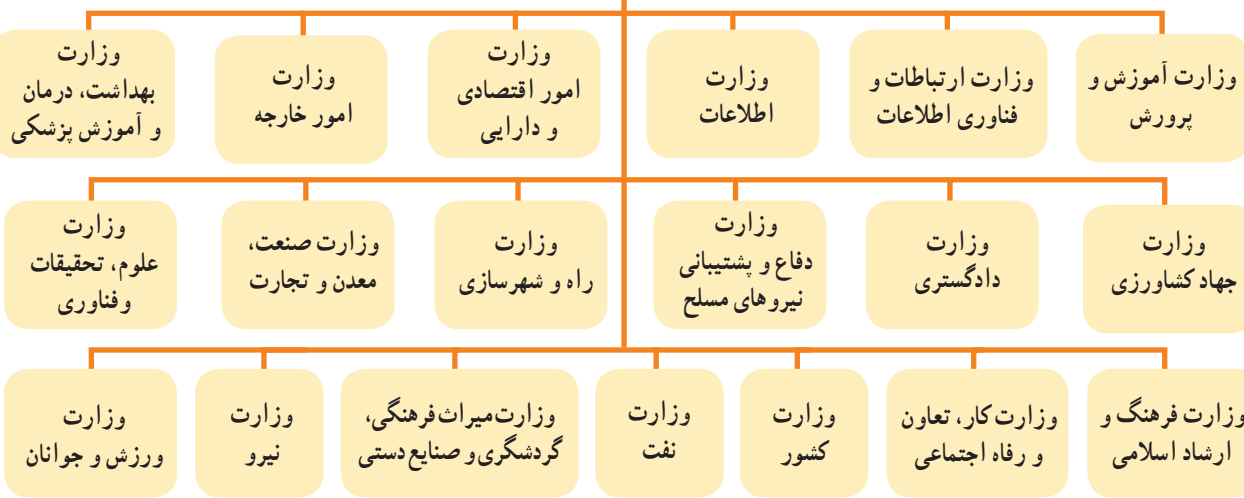 وزارت آموزش و
پرورش
وزارت ارتباطات و
فناوری اطلاعات
وزارت
اطلاعات
وزارت
امور اقتصادی
و دارایی
وزارت
امور خارجه
وزارت
بهداشت، درمان
و آموزش پزشکی
وزارت
جهاد کشاورزی
وزارت
دادگستری
وزارت
دفاع و پشتیبانی
نیروهای مسلح
وزارت
راه و شهرسازی
وزارت صنعت،
معدن و تجارت
وزارت
علوم، تحقیقات
وفناوری
وزارت فرهنگ و
ارشاد اسلامی
وزارت کار، تعاون
و رفاه اجتماعی
وزارت
کشور
وزارت
نفت
وزارت میراث فرهنگی،
گردشگری و صنایع دستی
وزارت
نیرو
وزارت
ورزش و جوانان